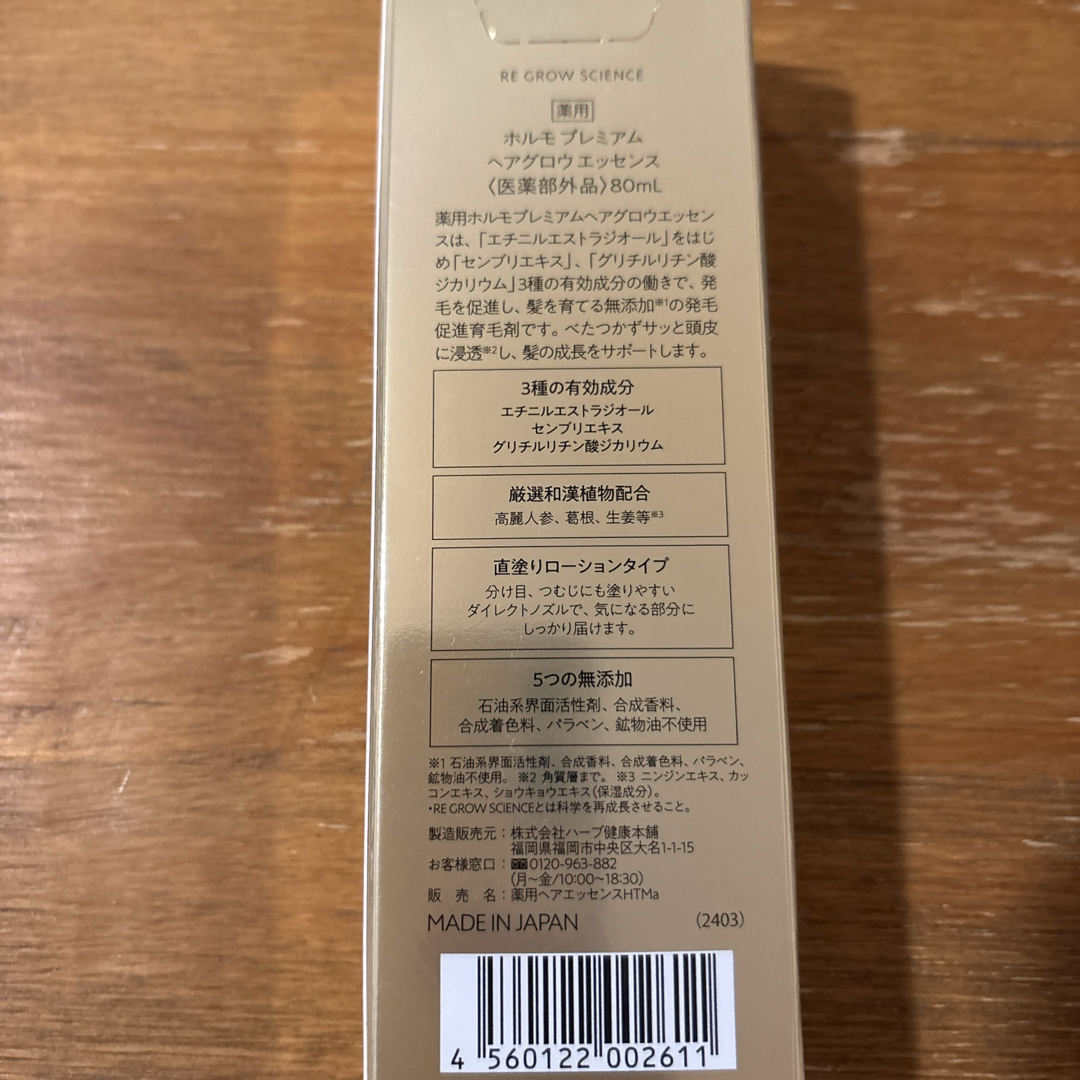 RE GROW SCIENCE
薬用
ホルモ プレミアム
ヘアグロウ エッセンス
〈医薬部外品〉80mL
薬用ホルモプレミアムヘアグロウエッセン
スは、「エチニルエストラジオール」をはじ
め「センブリエキス」、「グリチルリチン酸
ジカリウム」3種の有効成分の働きで、発
毛を促進し、髪を育てる無添加※1の発毛
促進育毛剤です。べたつかずサッと頭皮
に浸透※2し、髪の成長をサポートします。
3種の有効成分
エチニルエストラジオール
センブリエキス
グリチルリチン酸ジカリウム
厳選和漢植物配合
高麗人参、葛根、生姜等※3
直塗りローションタイプ
分け目、つむじにも塗りやすい
ダイレクトノズルで、気になる部分に
しっかり届けます。
5つの無添加
石油系界面活性剤、合成香料、
合成着色料、パラベン、鉱物油不使用
※1 石油系界面活性剤、合成香料、合成着色料、パラベン、
鉱物油不使用。 ※2 角質層まで。 ※3 ニンジンエキス、カッ
コンエキス、ショウキョウエキス(保湿成分)。
・RE GROW SCIENCEとは科学を再成長させること。
製造販売元：株式会社ハーブ健康本舗
福岡県福岡市中央区大名1-1-15
お客様窓口：0120-963-882
(月~金/10:00~18:30)
販 売 名：薬用ヘアエッセンスHTMa
MADE IN JAPAN (2403)
4 560122 002611